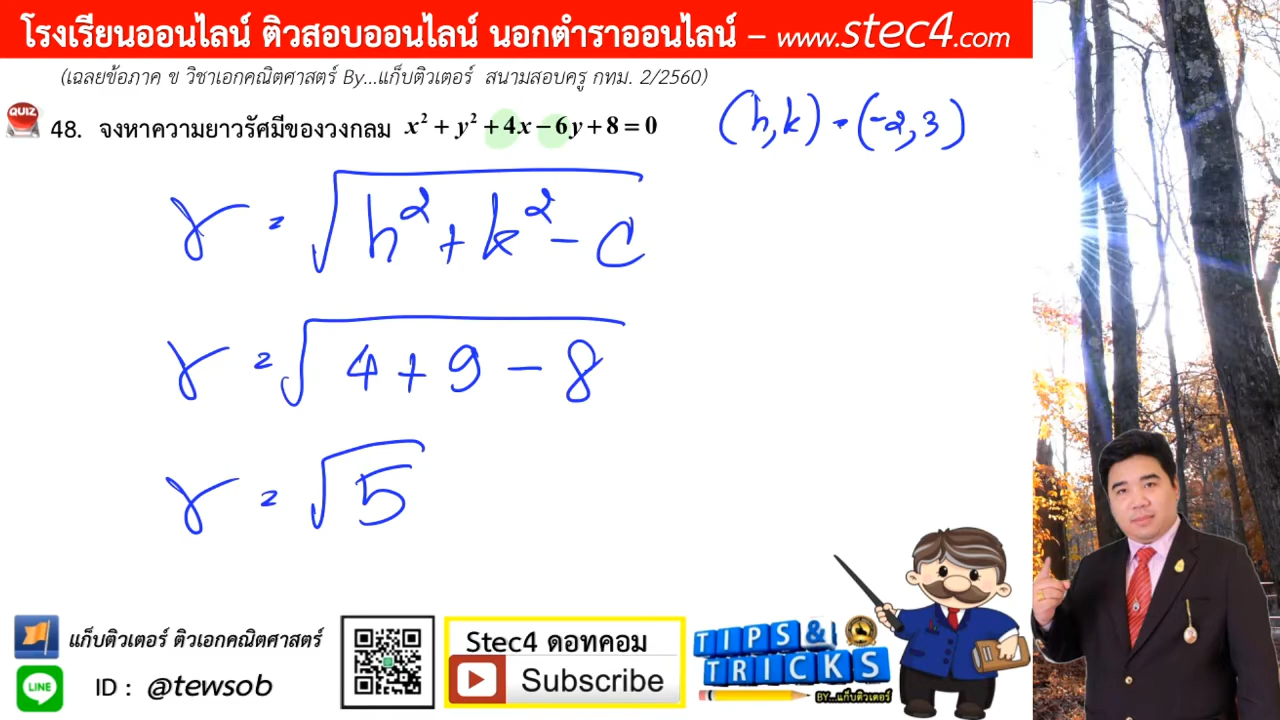 โรงเรียนออนไลน์ ติวสอบออนไลน์ นอกตำราออนไลน์ – www.stec4.com
(เฉลยข้อภาค ข วิชาเอกคณิตศาสตร์ By...แก็บติวเตอร์ สนามสอบครู กทม. 2/2560)
QUIZ
48. จงหาความยาวรัศมีของวงกลม x² + y² + 4x – 6y + 8 = 0
(h,k) = (-2,3)
r = √h² + k² - c
r = √4 + 9 - 8
r = √5
แก็บติวเตอร์ ติวเอกคณิตศาสตร์
LINE
ID : @tewsob
Stec4 ดอทคอม
Subscribe
TIPS &
TRICKS
BY...แก็บติวเตอร์